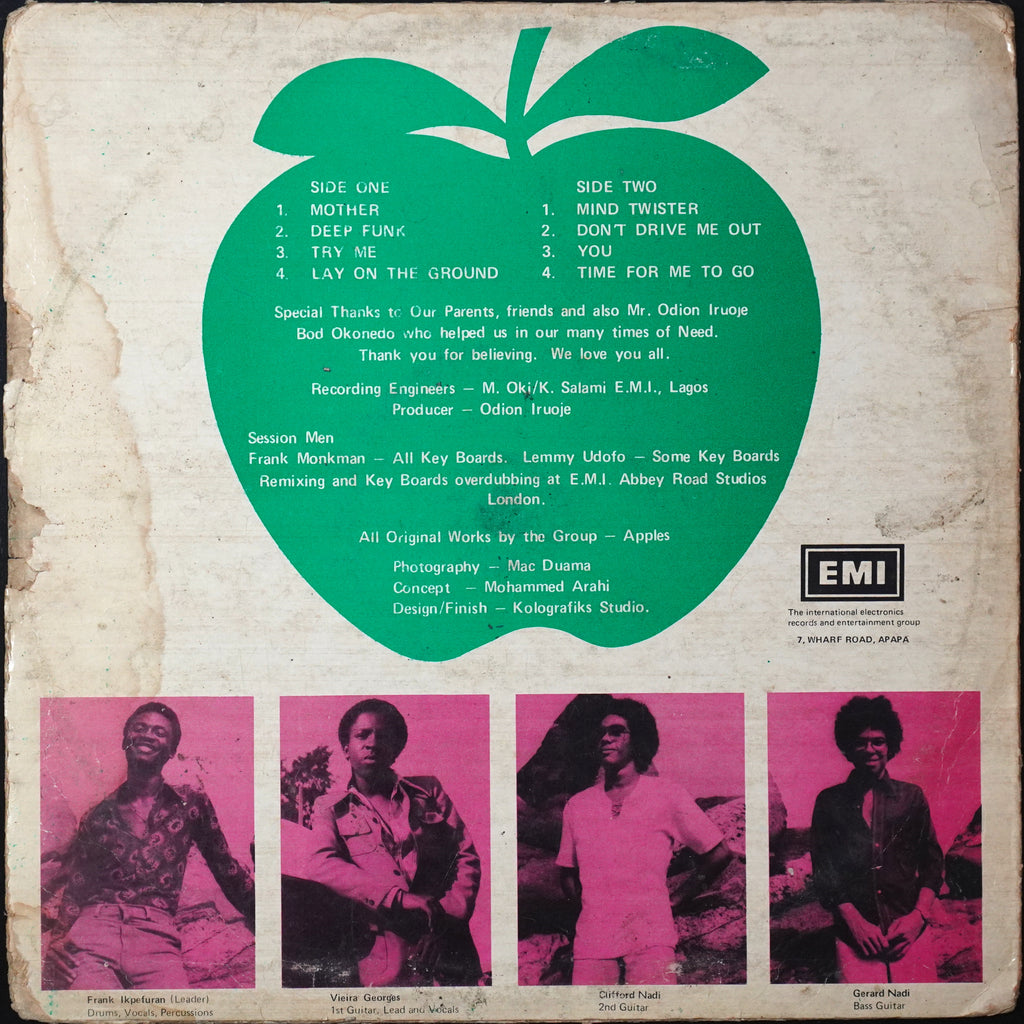 SIDE ONE
1. MOTHER
2. DEEP FUNK
3. TRY ME
4. LAY ON THE GROUND
SIDE TWO
1. MIND TWISTER
2. DON'T DRIVE ME OUT
3. YOU
4. TIME FOR ME TO GO
Special Thanks to Our Parents, friends and also Mr. Odion Iruoje
Bod Okonedo who helped us in our many times of Need.
Thank you for believing. We love you all.
Recording Engineers — M. Oki/K. Salami E.M.I., Lagos
Producer — Odion Iruoje
Session Men
Frank Monkman — All Key Boards. Lemmy Udofo — Some Key Boards
Remixing and Key Boards overdubbing at E.M.I. Abbey Road Studios
London.
All Original Works by the Group — Apples
Photography — Mac Duama
Concept — Mohammed Arahi
Design/Finish — Kolografiks Studio.
EMI
The international electronics
records and entertainment group
7, WHARF ROAD, APAPA
Frank Ikpefuran (Leader)
Drums, Vocals, Percussions
Vieira Georges
1st Guitar, Lead and Vocals
Clifford Nadi
2nd Guitar
Gerard Nadi
Bass Guitar